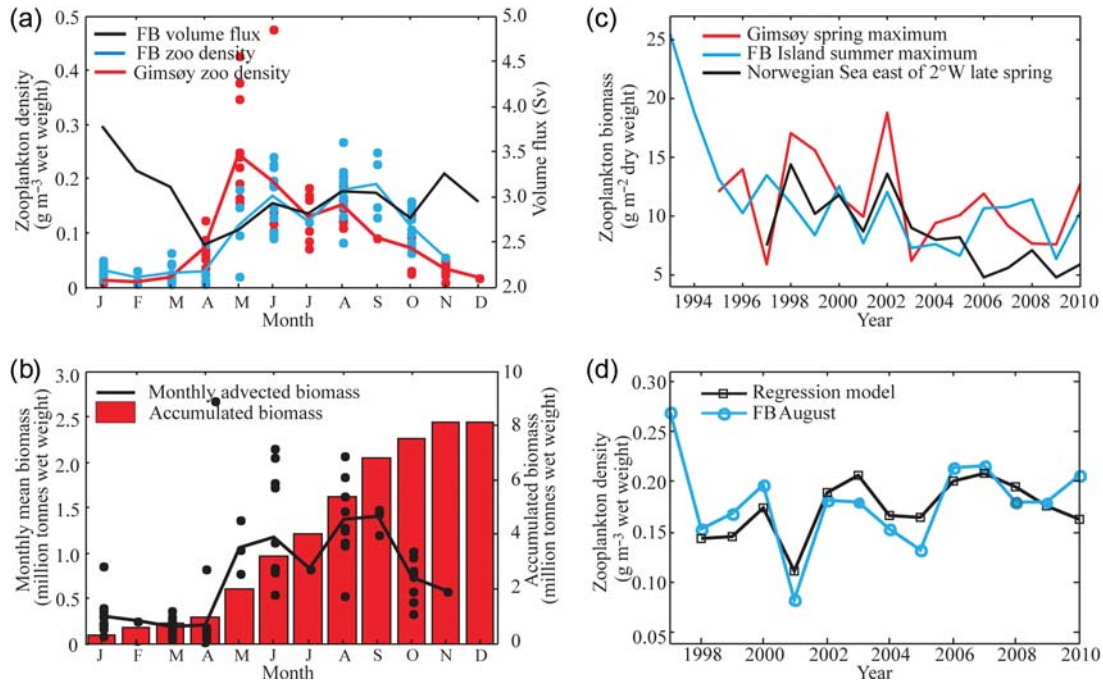 (a)
FB volume flux
FB zoo density
Gimsøy zoo density
Zooplankton density
(g m⁻³ wet weight)
0.5
0.4
0.3
0.2
0.1
0
5.0
4.5
4.0
3.5
3.0
2.5
2.0
Volume flux (Sv)
J F M A M J J A S O N D
Month
(b)
Monthly advected biomass
Accumulated biomass
Monthly mean biomass
(million tonnes wet weight)
3.0
2.5
2.0
1.5
1.0
0.5
0
10
8
6
4
2
0
Accumulated biomass
(million tonnes wet weight)
J F M A M J J A S O N D
Month
(c)
Gimsøy spring maximum
FB Island summer maximum
Norwegian Sea east of 2°W late spring
Zooplankton biomass
(g m⁻² dry weight)
25
20
15
10
5
1994 1996 1998 2000 2002 2004 2006 2008 2010
Year
(d)
Regression model
FB August
Zooplankton density
(g m⁻³ wet weight)
0.30
0.25
0.20
0.15
0.10
0.05
1998 2000 2002 2004 2006 2008 2010
Year